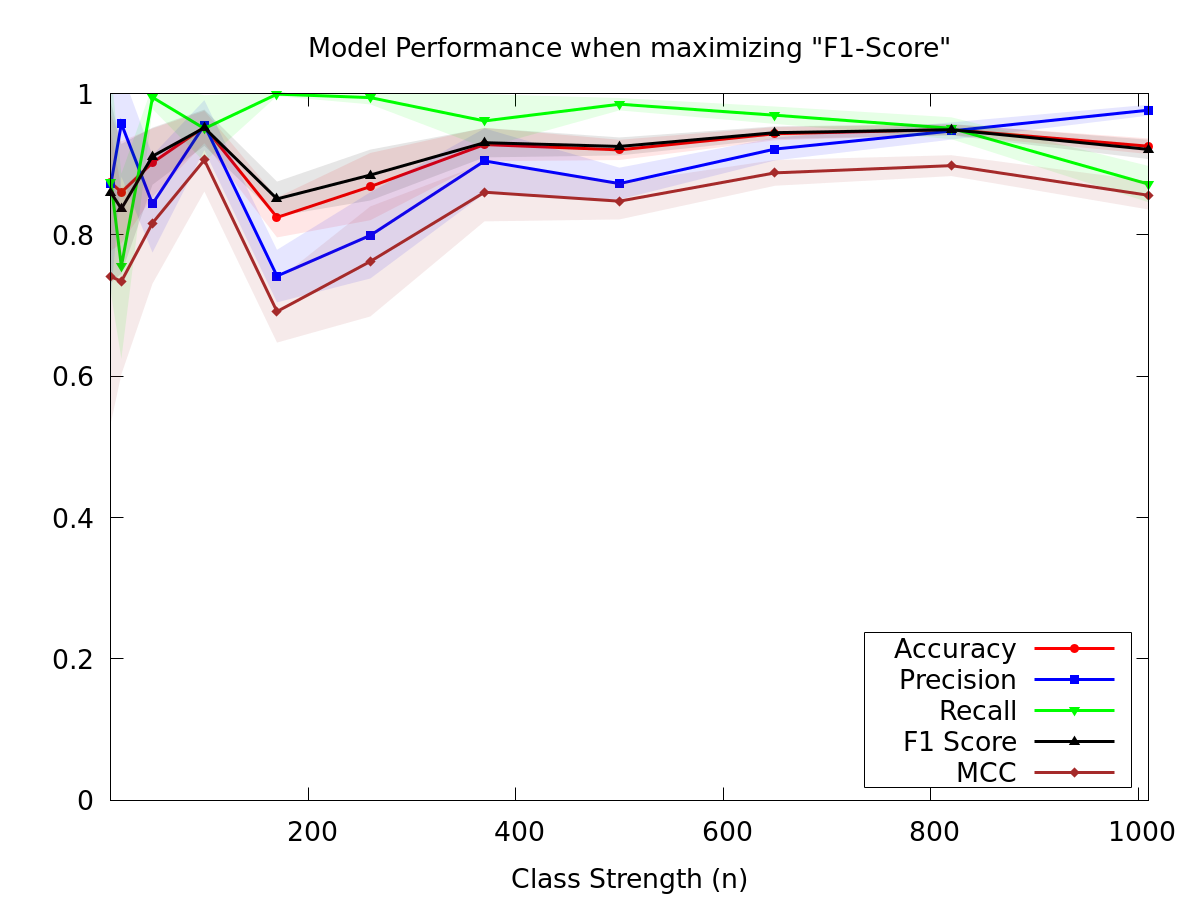 Model Performance when maximizing "F1-Score"
1
0.8
0.6
0.4
0.2
0
Accuracy
Precision
Recall
F1 Score
MCC
200 400 600 800 1000
Class Strength (n)